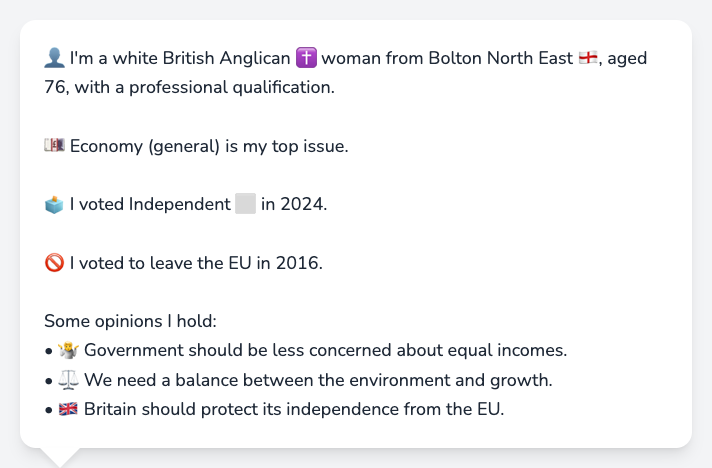 👤 I'm a white British Anglican ✝️ woman from Bolton North East 🏴󠁧󠁢󠁥󠁮󠁧󠁿, aged
76, with a professional qualification.
💷 Economy (general) is my top issue.
🗳️ I voted Independent ⬜ in 2024.
🚫 I voted to leave the EU in 2016.
Some opinions I hold:
• 🤷 Government should be less concerned about equal incomes.
• ⚖️ We need a balance between the environment and growth.
• 🇬🇧 Britain should protect its independence from the EU.